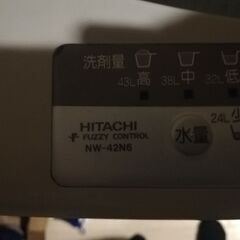 洗剤量
43L 高 38L 中 32L 低
HITACHI
FUZZY CONTROL
NW-42N6
水量
24L 少